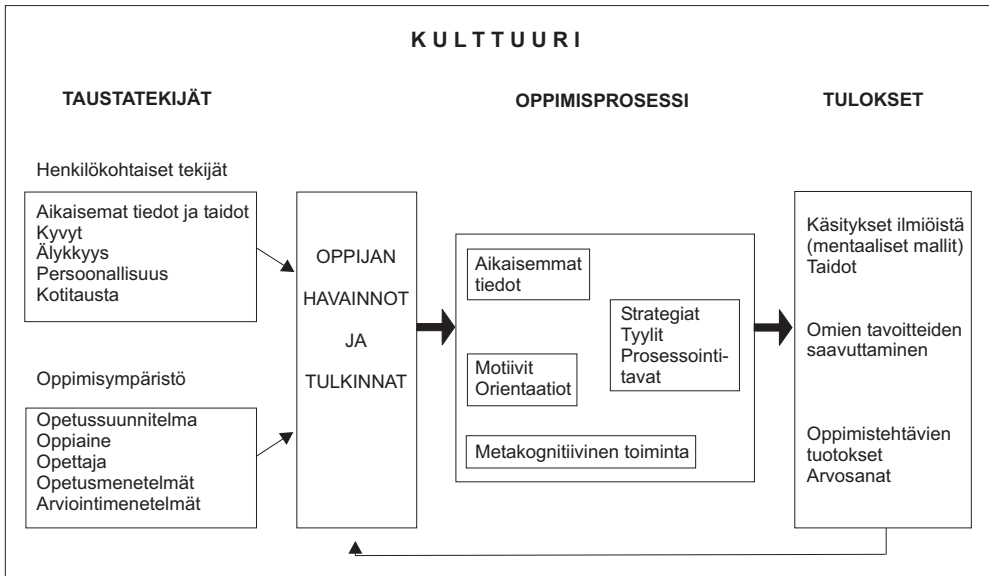 KULTTUURI
TAUSTATEKIJÄT
OPPIMISPROSESSI
TULOKSET
Henkilökohtaiset tekijät
Aikaisemat tiedot ja taidot
Kyvyt
Älykkyys
Persoonallisuus
Kotitausta
Oppimisympäristö
Opetussuunnitelma
Oppiaine
Opettaja
Opetusmenetelmät
Arviointimenetelmät
OPPIJAN
HAVAINNOT
JA
TULKINNAT
Aikaisemmat
tiedot
Motiivit
Orientaatiot
Strategiat
Tyylit
Prosessointi-
tavat
Metakognitiivinen toiminta
Käsitykset ilmiöistä
(mentaaliset mallit)
Taidot
Omien tavoitteiden
saavuttaminen
Oppimistehtävien
tuotokset
Arvosanat